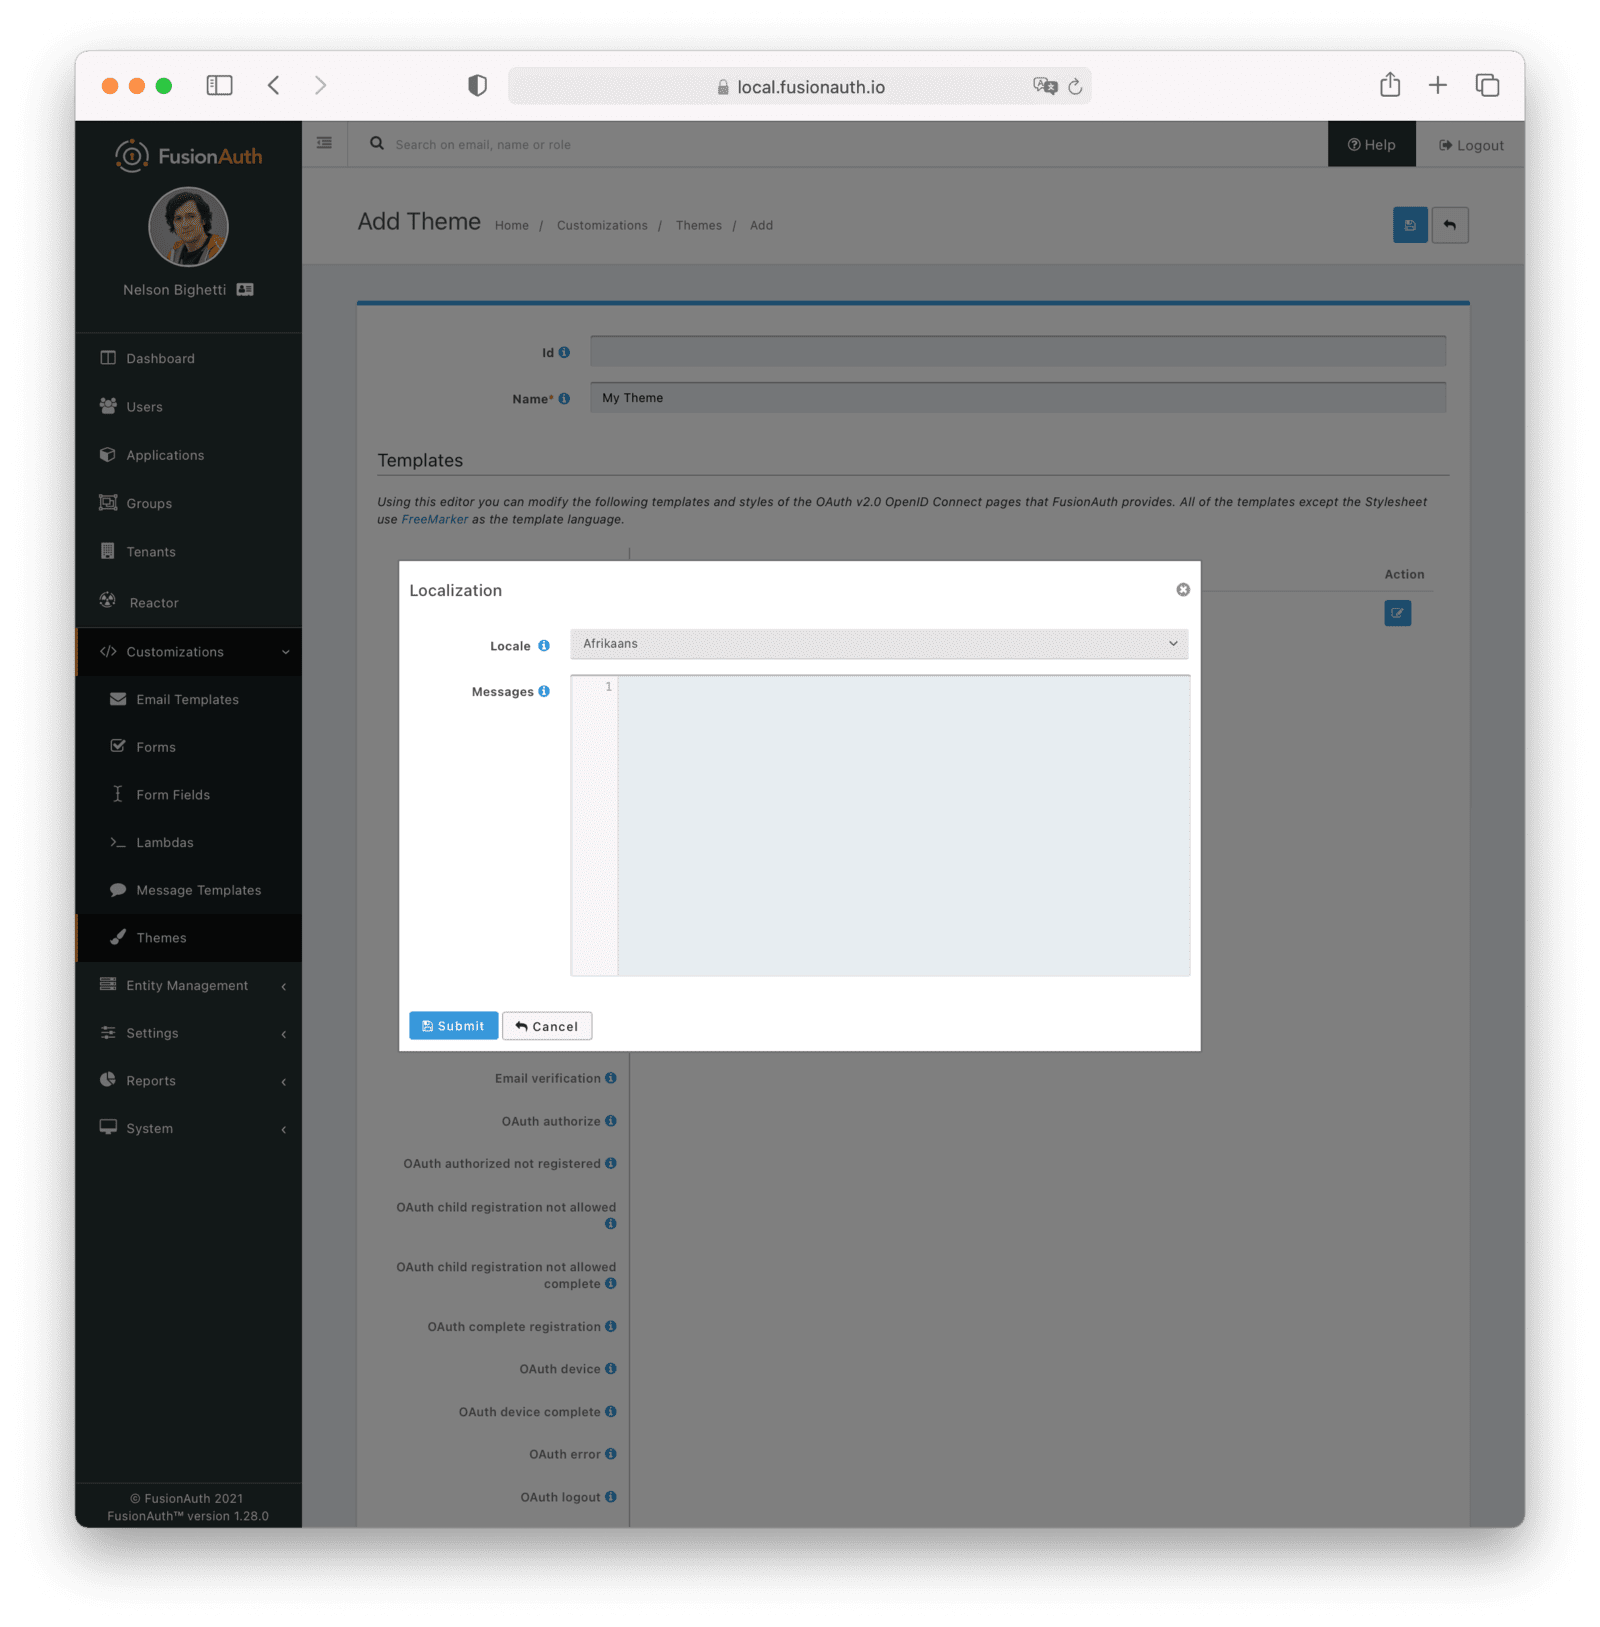 local.fusionauth.io
FusionAuth
Search on email, name or role
Help
Logout
Nelson Bighetti
Add Theme
Home / Customizations / Themes / Add
Dashboard
Users
Applications
Groups
Tenants
Reactor
Customizations
Email Templates
Forms
Form Fields
Lambdas
Message Templates
Themes
Entity Management
Settings
Reports
System
© FusionAuth 2021
FusionAuth™ version 1.28.0
Id
Name* My Theme
Templates
Using this editor you can modify the following templates and styles of the OAuth v2.0 OpenID Connect pages that FusionAuth provides. All of the templates except the Stylesheet
use FreeMarker as the template language.
Action
Localization
Locale Afrikaans
Messages 1
Submit Cancel
Email verification
OAuth authorize
OAuth authorized not registered
OAuth child registration not allowed
OAuth child registration not allowed
complete
OAuth complete registration
OAuth device
OAuth device complete
OAuth error
OAuth logout